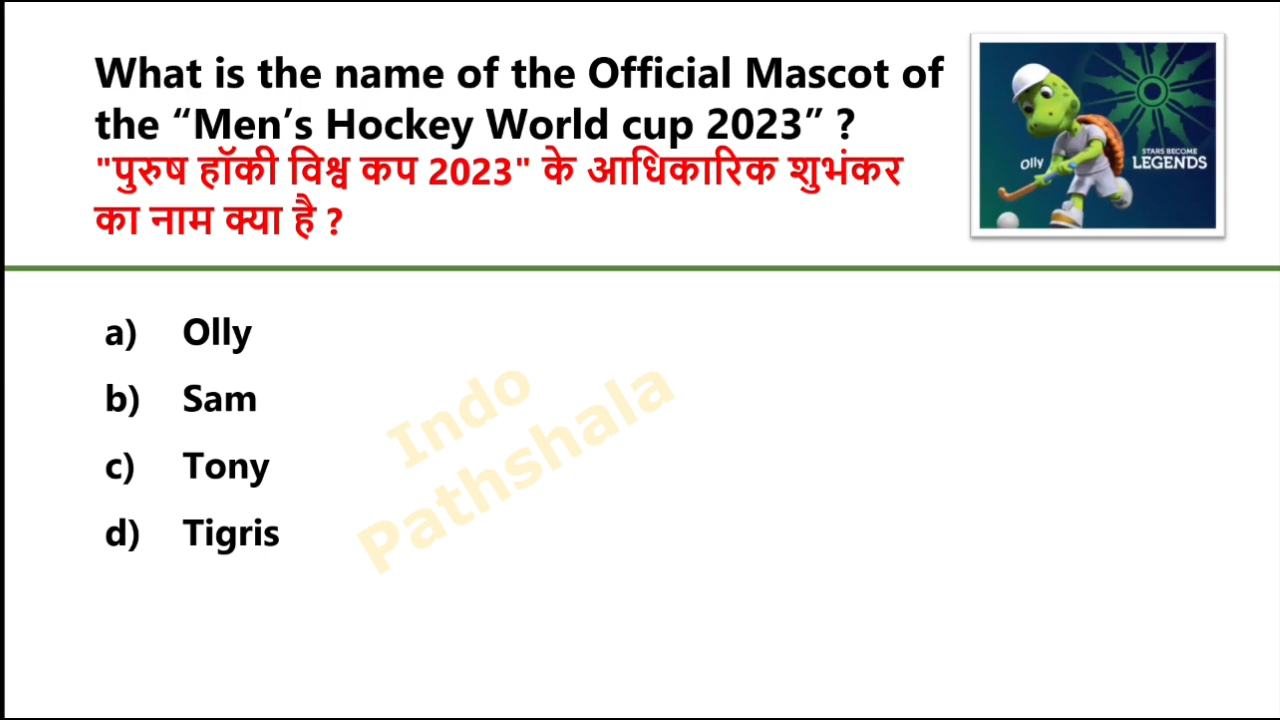 What is the name of the Official Mascot of
the “Men’s Hockey World cup 2023” ?
"पुरुष हॉकी विश्व कप 2023" के आधिकारिक शुभंकर
का नाम क्या है ?
Olly
STARS BECOME
LEGENDS
a) Olly
b) Sam
c) Tony
d) Tigris
Indo
Pathshala